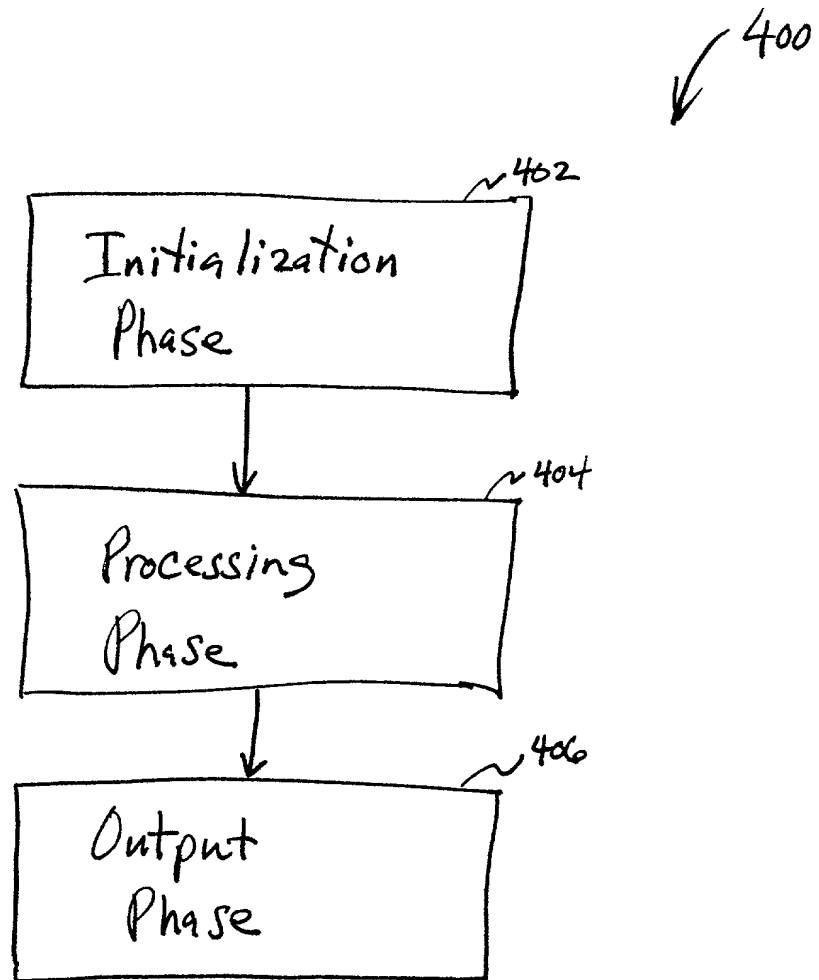 400
402
Initialization
Phase
404
Processing
Phase
406
Output
Phase